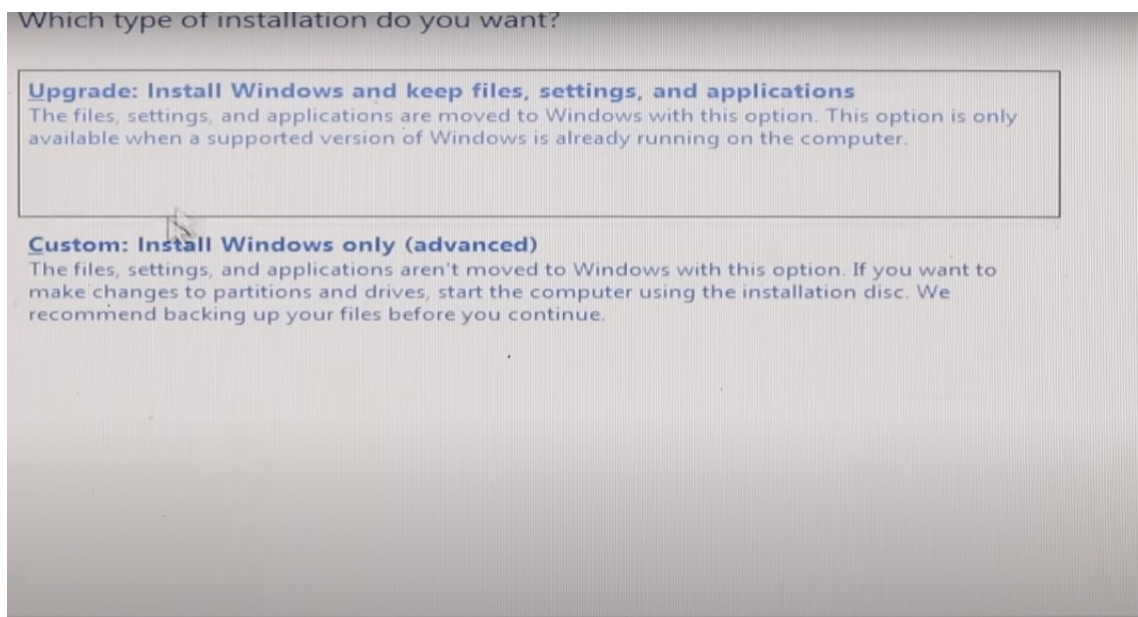 Which type of installation do you want?
Upgrade: Install Windows and keep files, settings, and applications
The files, settings, and applications are moved to Windows with this option. This option is only
available when a supported version of Windows is already running on the computer.
Custom: Install Windows only (advanced)
The files, settings, and applications aren't moved to Windows with this option. If you want to
make changes to partitions and drives, start the computer using the installation disc. We
recommend backing up your files before you continue.